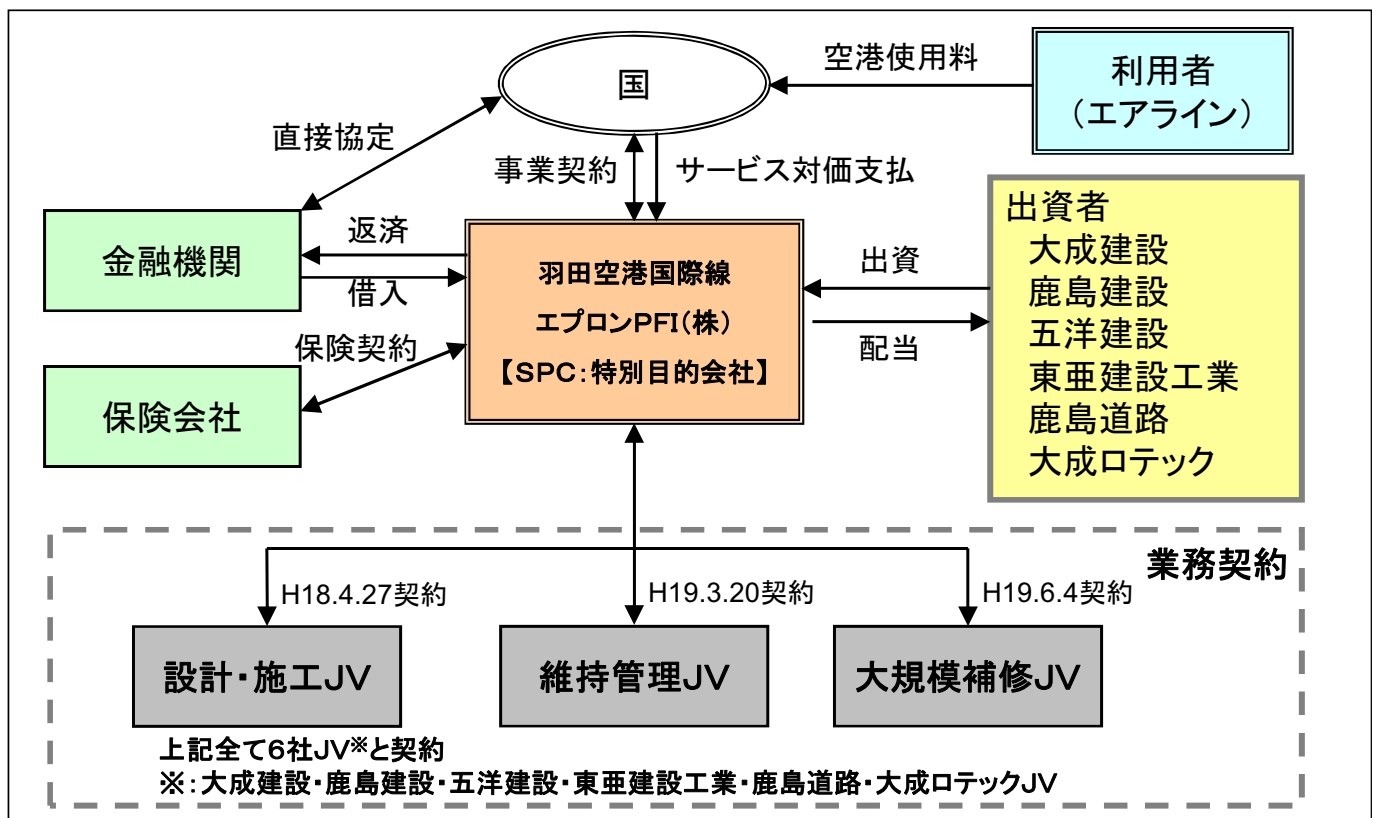 国
空港使用料
利用者
(エアライン)
直接協定
事業契約
サービス対価支払
金融機関
返済
借入
羽田空港国際線
エプロンPFI(株)
【SPC:特別目的会社】
出資
配当
出資者
大成建設
鹿島建設
五洋建設
東亜建設工業
鹿島道路
大成ロテック
保険契約
保険会社
業務契約
H18.4.27契約
H19.3.20契約
H19.6.4契約
設計・施工JV
維持管理JV
大規模補修JV
上記全て6社JV※と契約
※:大成建設・鹿島建設・五洋建設・東亜建設工業・鹿島道路・大成ロテックJV